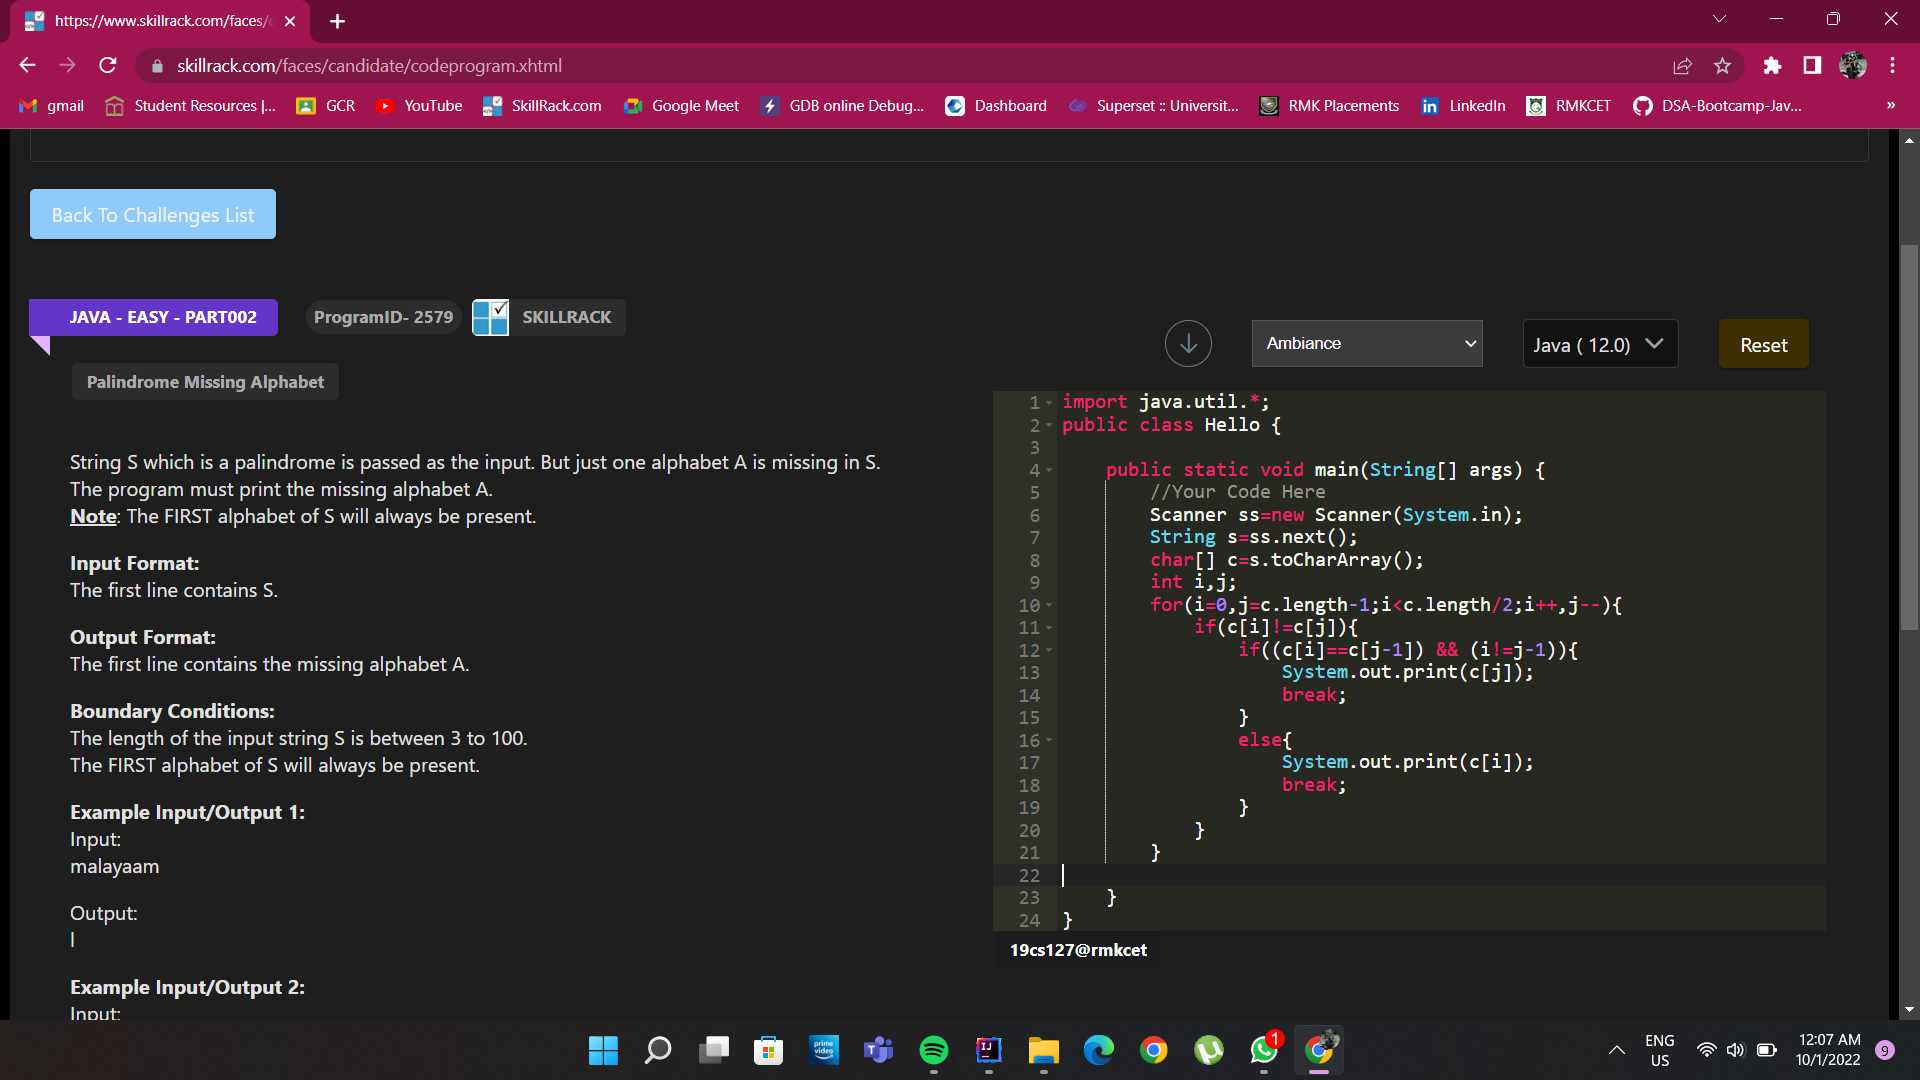 https://www.skillrack.com/faces/c
skillrack.com/faces/candidate/codeprogram.xhtml
gmail
Student Resources |...
GCR
YouTube
SkillRack.com
Google Meet
GDB online Debug...
Dashboard
Superset :: Universit...
RMK Placements
LinkedIn
RMKCET
DSA-Bootcamp-Jav...
»
Back To Challenges List
JAVA - EASY - PART002
ProgramID- 2579
SKILLRACK
Palindrome Missing Alphabet
String S which is a palindrome is passed as the input. But just one alphabet A is missing in S.
The program must print the missing alphabet A.
Note: The FIRST alphabet of S will always be present.
Input Format:
The first line contains S.
Output Format:
The first line contains the missing alphabet A.
Boundary Conditions:
The length of the input string S is between 3 to 100.
The FIRST alphabet of S will always be present.
Example Input/Output 1:
Input:
malayaam
Output:
l
Example Input/Output 2:
Input:
Ambiance
Java ( 12.0)
Reset
1 import java.util.*;
2 public class Hello {
3
4 public static void main(String[] args) {
5 //Your Code Here
6 Scanner ss=new Scanner(System.in);
7 String s=ss.next();
8 char[] c=s.toCharArray();
9 int i,j;
10 for(i=0,j=c.length-1;i<c.length/2;i++,j--){
11 if(c[i]!=c[j]){
12 if((c[i]==c[j-1]) && (i!=j-1)){
13 System.out.print(c[j]);
14 break;
15 }
16 else{
17 System.out.print(c[i]);
18 break;
19 }
20 }
21 }
22
23 }
24 }
19cs127@rmkcet
prime video
1
ENG
US
12:07 AM
10/1/2022
9